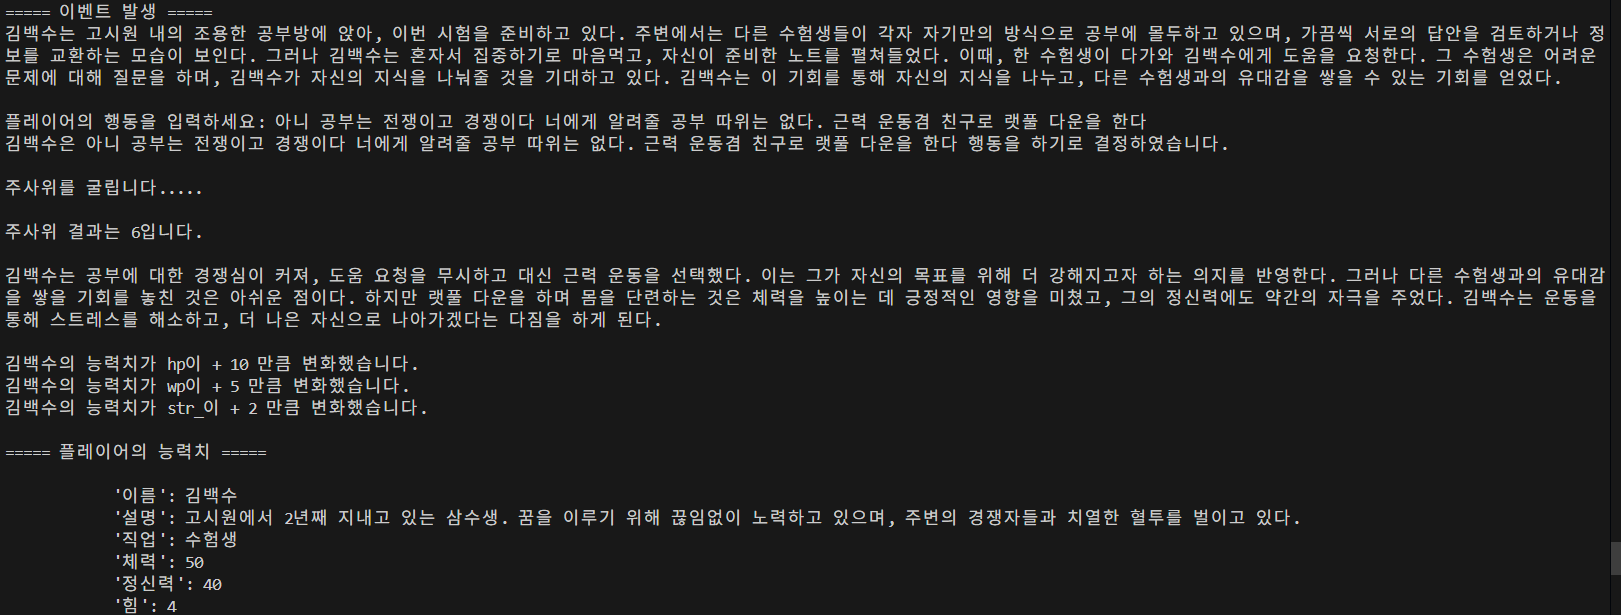 ===== 이벤트 발생 =====
김백수는 고시원 내의 조용한 공부방에 앉아, 이번 시험을 준비하고 있다. 주변에서는 다른 수험생들이 각자 자기만의 방식으로 공부에 몰두하고 있으며, 가끔씩 서로의 답안을 검토하거나 정
보를 교환하는 모습이 보인다. 그러나 김백수는 혼자서 집중하기로 마음먹고, 자신이 준비한 노트를 펼쳐들었다. 이때, 한 수험생이 다가와 김백수에게 도움을 요청한다. 그 수험생은 어려운
문제에 대해 질문을 하며, 김백수가 자신의 지식을 나눠줄 것을 기대하고 있다. 김백수는 이 기회를 통해 자신의 지식을 나누고, 다른 수험생과의 유대감을 쌓을 수 있는 기회를 얻었다.
플레이어의 행동을 입력하세요: 아니 공부는 전쟁이고 경쟁이다 너에게 알려줄 공부 따위는 없다. 근력 운동겸 친구로 랫풀 다운을 한다
김백수은 아니 공부는 전쟁이고 경쟁이다 너에게 알려줄 공부 따위는 없다. 근력 운동겸 친구로 랫풀 다운을 한다 행동을 하기로 결정하였습니다.
주사위를 굴립니다.....
주사위 결과는 6입니다.
김백수는 공부에 대한 경쟁심이 커져, 도움 요청을 무시하고 대신 근력 운동을 선택했다. 이는 그가 자신의 목표를 위해 더 강해지고자 하는 의지를 반영한다. 그러나 다른 수험생과의 유대감
을 쌓을 기회를 놓친 것은 아쉬운 점이다. 하지만 랫풀 다운을 하며 몸을 단련하는 것은 체력을 높이는 데 긍정적인 영향을 미쳤고, 그의 정신력에도 약간의 자극을 주었다. 김백수는 운동을
통해 스트레스를 해소하고, 더 나은 자신으로 나아가겠다는 다짐을 하게 된다.
김백수의 능력치가 hp이 + 10 만큼 변화했습니다.
김백수의 능력치가 wp이 + 5 만큼 변화했습니다.
김백수의 능력치가 str_이 + 2 만큼 변화했습니다.
===== 플레이어의 능력치 =====
'이름': 김백수
'설명': 고시원에서 2년째 지내고 있는 삼수생. 꿈을 이루기 위해 끊임없이 노력하고 있으며, 주변의 경쟁자들과 치열한 혈투를 벌이고 있다.
'직업': 수험생
'체력': 50
'정신력': 40
'힘': 4